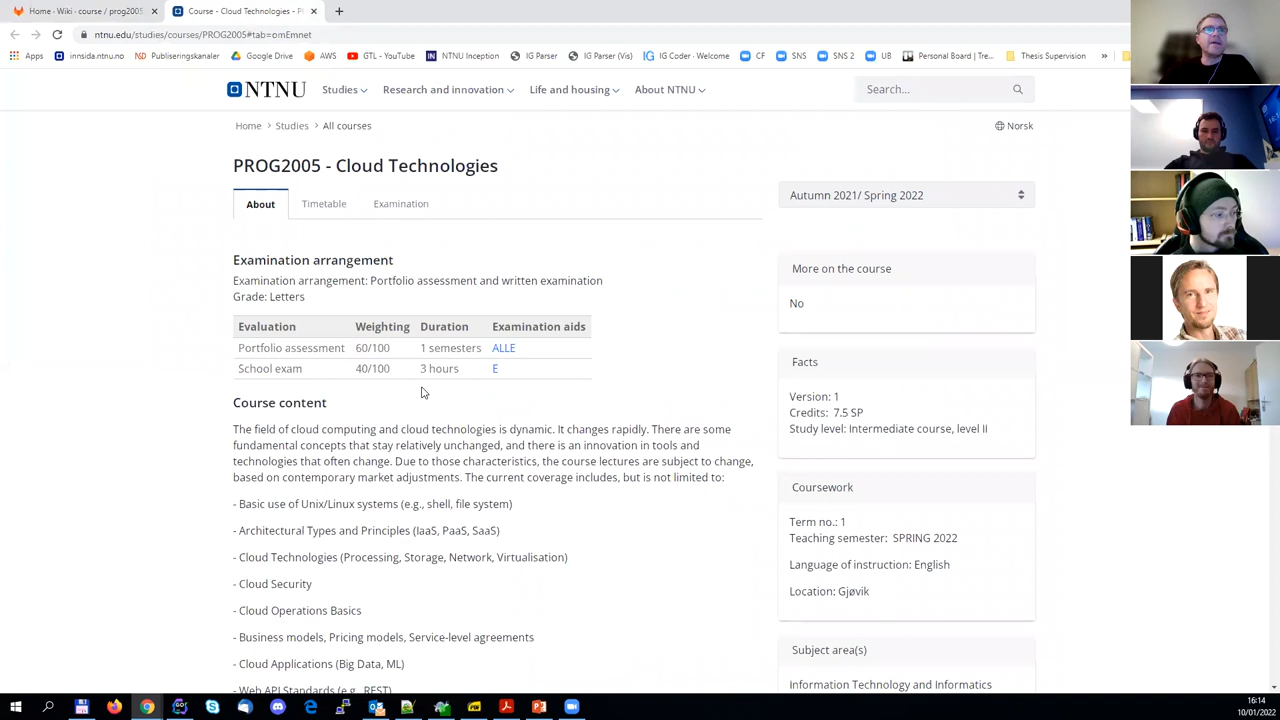 Home · Wiki - course / prog2005
Course - Cloud Technologies - P
ntnu.edu/studies/courses/PROG2005#tab=omEmnet
Apps innsida.ntnu.no Publiseringskanaler Google Drive AWS GTL - YouTube NTNU Inception IG Parser IG Parser (Vis) IG Coder · Welcome CF SNS SNS 2 UB Personal Board | Tre... Thesis Supervision »
NTNU Studies Research and innovation Life and housing About NTNU Search...
Home Studies All courses Norsk
PROG2005 - Cloud Technologies
Autumn 2021/ Spring 2022
About Timetable Examination
Examination arrangement
Examination arrangement: Portfolio assessment and written examination
Grade: Letters
Evaluation Weighting Duration Examination aids
Portfolio assessment 60/100 1 semesters ALLE
School exam 40/100 3 hours E
Course content
The field of cloud computing and cloud technologies is dynamic. It changes rapidly. There are some
fundamental concepts that stay relatively unchanged, and there is an innovation in tools and
technologies that often change. Due to those characteristics, the course lectures are subject to change,
based on contemporary market adjustments. The current coverage includes, but is not limited to:
- Basic use of Unix/Linux systems (e.g., shell, file system)
- Architectural Types and Principles (IaaS, PaaS, SaaS)
- Cloud Technologies (Processing, Storage, Network, Virtualisation)
- Cloud Security
- Cloud Operations Basics
- Business models, Pricing models, Service-level agreements
- Cloud Applications (Big Data, ML)
- Web API Standards (e.g., REST)
More on the course
No
Facts
Version: 1
Credits: 7.5 SP
Study level: Intermediate course, level II
Coursework
Term no.: 1
Teaching semester: SPRING 2022
Language of instruction: English
Location: Gjøvik
Subject area(s)
Information Technology and Informatics
16:14
10/01/2022